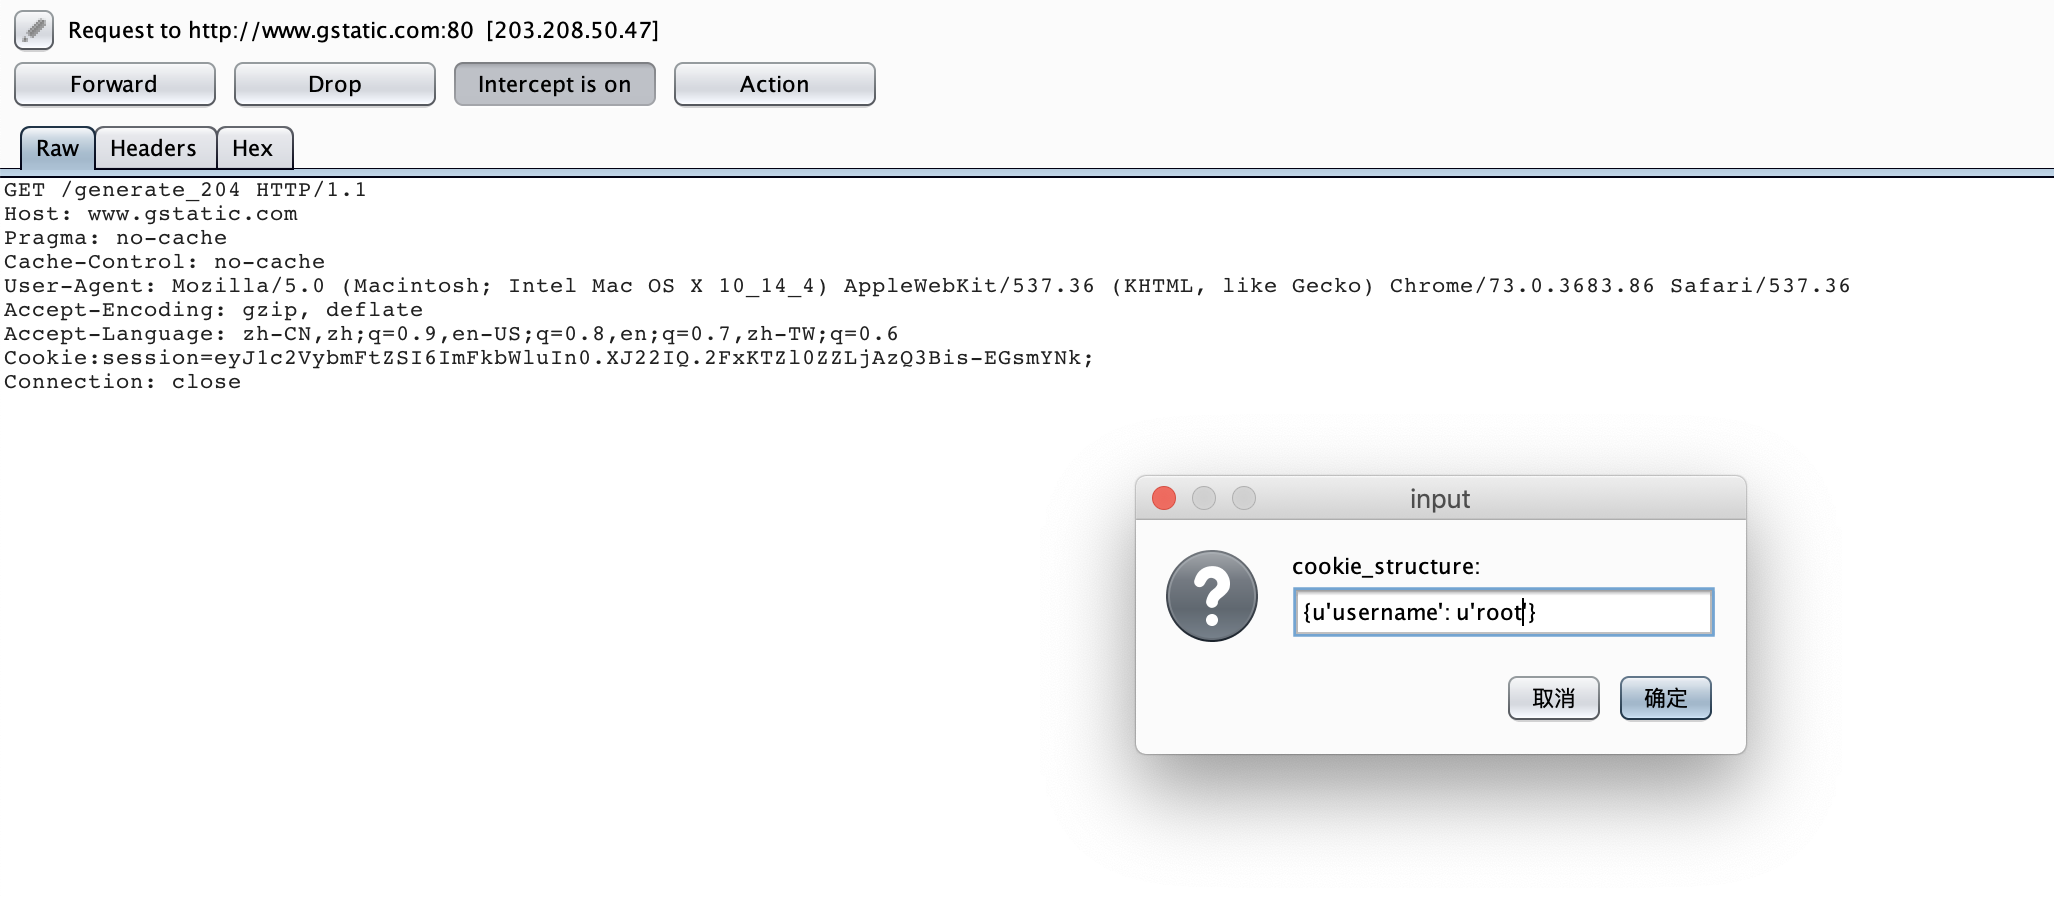 Request to http://www.gstatic.com:80 [203.208.50.47]
Forward Drop Intercept is on Action
Raw Headers Hex
GET /generate_204 HTTP/1.1
Host: www.gstatic.com
Pragma: no-cache
Cache-Control: no-cache
User-Agent: Mozilla/5.0 (Macintosh; Intel Mac OS X 10_14_4) AppleWebKit/537.36 (KHTML, like Gecko) Chrome/73.0.3683.86 Safari/537.36
Accept-Encoding: gzip, deflate
Accept-Language: zh-CN,zh;q=0.9,en-US;q=0.8,en;q=0.7,zh-TW;q=0.6
Cookie:session=eyJ1c2VybmFtZSI6ImFkbWluIn0.XJ22IQ.2FxKTZl0ZZLjAzQ3Bis-EGsmYNk;
Connection: close
input
cookie_structure:
{u'username': u'root'}
取消 确定